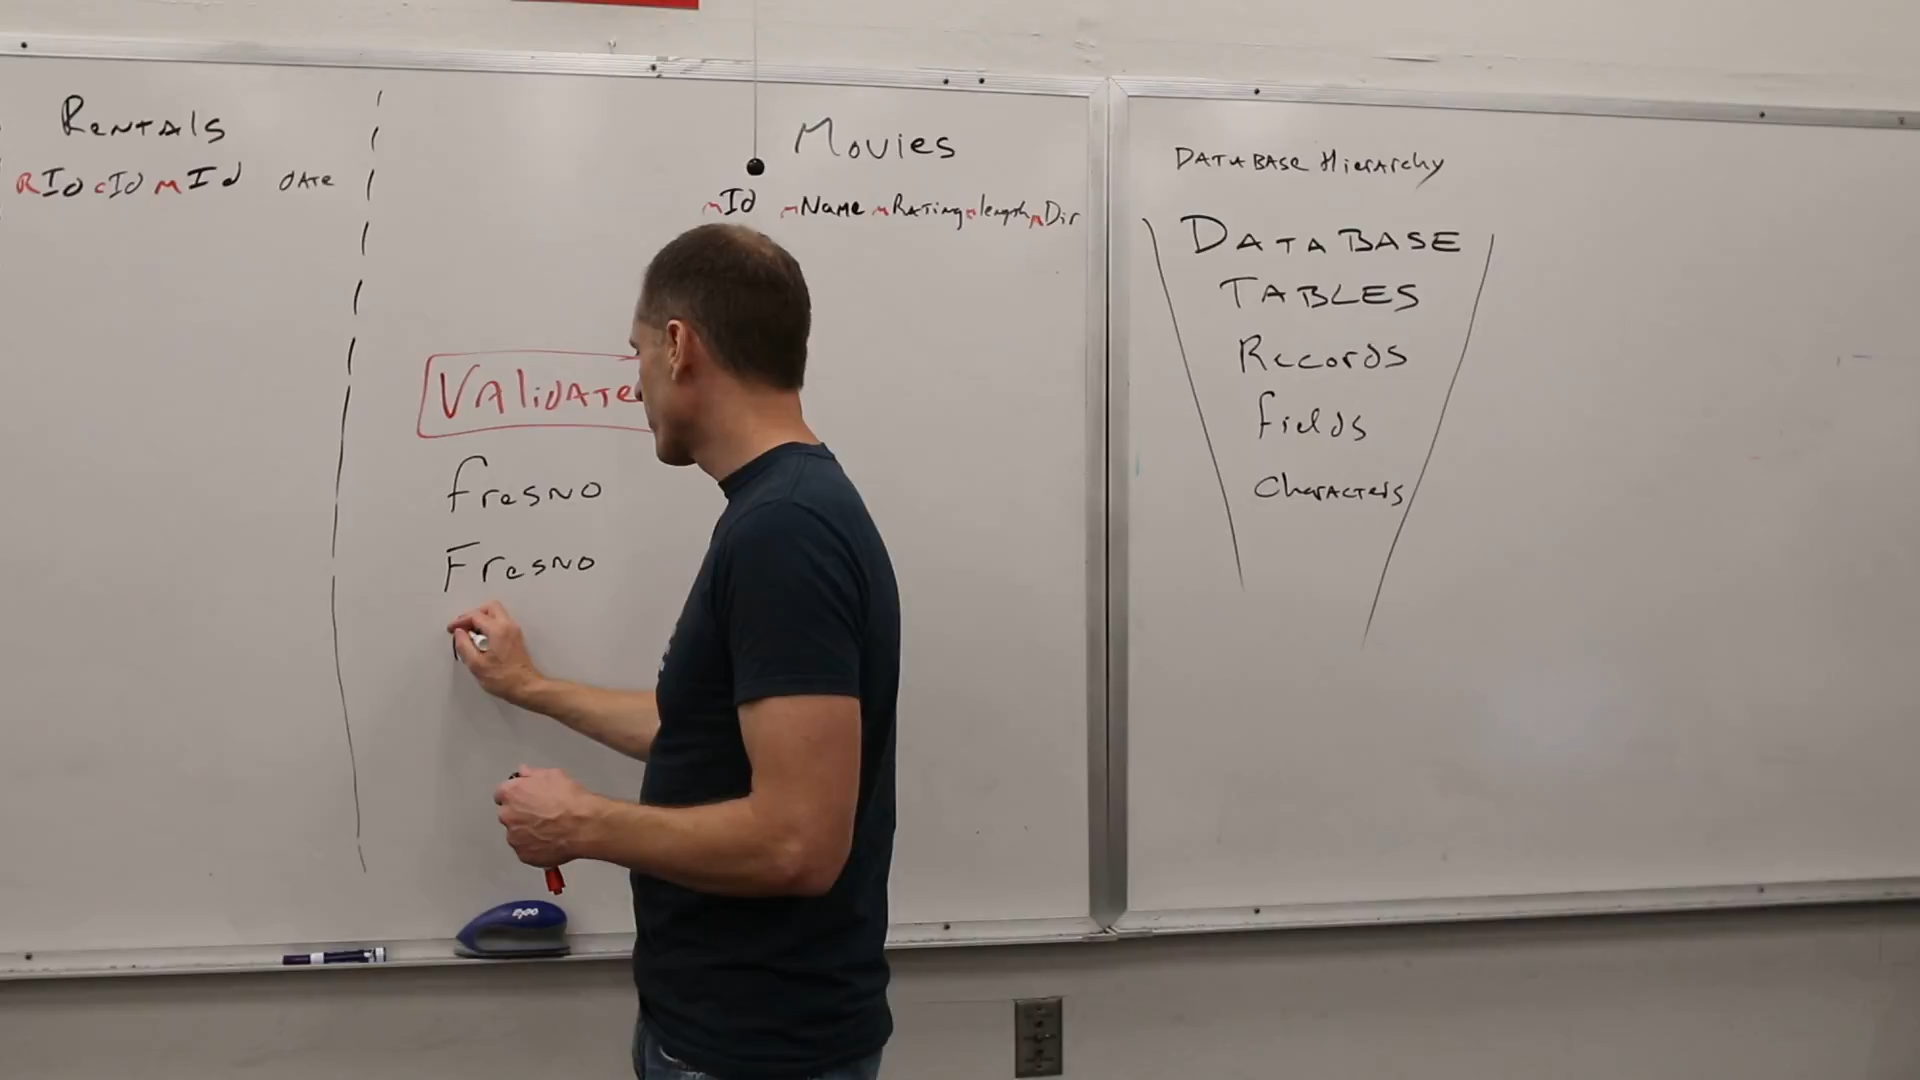 Rentals
RId cId mId DATE
Movies
mId mName mRating mlength mDir
Validate
fresno
Fresno
DATABASE Hierarchy
DATABASE
TABLES
Records
fields
Characters
expo